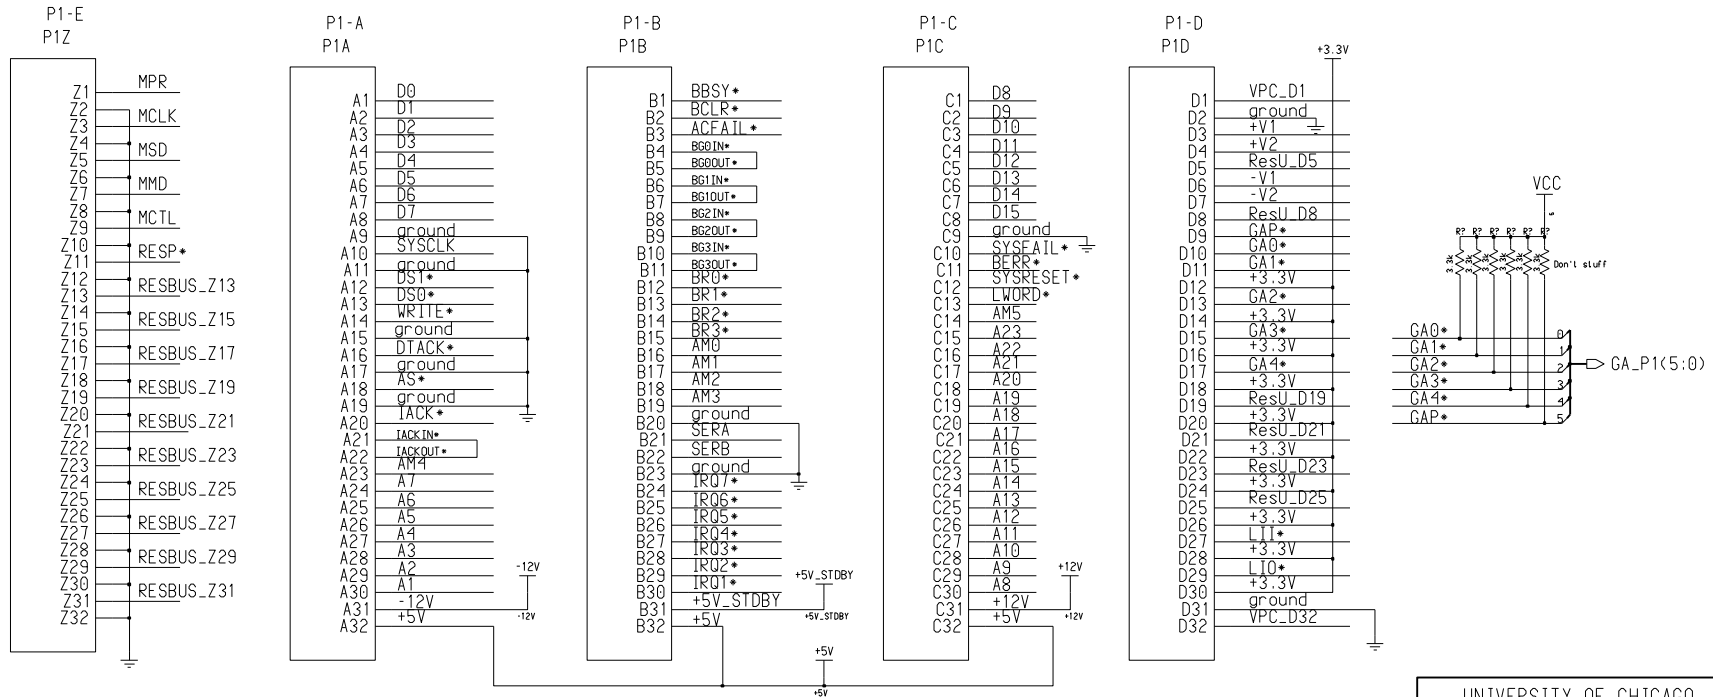 P1-E
P1Z
Z1 MPR
Z2
Z3 MCLK
Z4
Z5 MSD
Z6
Z7 MMD
Z8
Z9 MCTL
Z10
Z11 RESP*
Z12
Z13 RESBUS_Z13
Z14
Z15 RESBUS_Z15
Z16
Z17 RESBUS_Z17
Z18
Z19 RESBUS_Z19
Z20
Z21 RESBUS_Z21
Z22
Z23 RESBUS_Z23
Z24
Z25 RESBUS_Z25
Z26
Z27 RESBUS_Z27
Z28
Z29 RESBUS_Z29
Z30
Z31 RESBUS_Z31
Z32
P1-A
P1A
A1 D0
A2 D1
A3 D2
A4 D3
A5 D4
A6 D5
A7 D6
A8 D7
A9 ground
A10 SYSCLK
A11 ground
A12 DS1*
A13 DS0*
A14 WRITE*
A15 ground
A16 DTACK*
A17 ground
A18 AS*
A19 ground
A20 IACK*
A21 IACKIN*
A22 IACKOUT*
A23 AM4
A24 A7
A25 A6
A26 A5
A27 A4
A28 A3
A29 A2
A30 A1
A31 -12V
A32 +5V
-12V
-12V
P1-B
P1B
B1 BBSY*
B2 BCLR*
B3 ACFAIL*
B4 BG0IN*
B5 BG0OUT*
B6 BG1IN*
B7 BG1OUT*
B8 BG2IN*
B9 BG2OUT*
B10 BG3IN*
B11 BG3OUT*
B12 BR0*
B13 BR1*
B14 BR2*
B15 BR3*
B16 AM0
B17 AM1
B18 AM2
B19 AM3
B20 ground
B21 SERA
B22 SERB
B23 ground
B24 IRQ7*
B25 IRQ6*
B26 IRQ5*
B27 IRQ4*
B28 IRQ3*
B29 IRQ2*
B30 IRQ1*
B31 +5V_STDBY
B32 +5V
+5V_STDBY
+5V_STDBY
+5V
+5V
P1-C
P1C
C1 D8
C2 D9
C3 D10
C4 D11
C5 D12
C6 D13
C7 D14
C8 D15
C9 ground
C10 SYSFAIL*
C11 BERR*
C12 SYSRESET*
C13 LWORD*
C14 AM5
C15 A23
C16 A22
C17 A21
C18 A20
C19 A19
C20 A18
C21 A17
C22 A16
C23 A15
C24 A14
C25 A13
C26 A12
C27 A11
C28 A10
C29 A9
C30 A8
C31 +12V
C32 +5V
+12V
+12V
P1-D
P1D
+3.3V
D1 VPC_D1
D2 ground
D3 +V1
D4 +V2
D5 ResU_D5
D6 -V1
D7 -V2
D8 ResU_D8
D9 GAP*
D10 GA0*
D11 GA1*
D12 +3.3V
D13 GA2*
D14 +3.3V
D15 GA3*
D16 +3.3V
D17 GA4*
D18 +3.3V
D19 ResU_D19
D20 +3.3V
D21 ResU_D21
D22 +3.3V
D23 ResU_D23
D24 +3.3V
D25 ResU_D25
D26 +3.3V
D27 LII*
D28 +3.3V
D29 LIO*
D30 +3.3V
D31 ground
D32 VPC_D32
VCC
R? R? R? R? R? R?
3.3k 3.3k 3.3k 3.3k 3.3k 3.3k
Don't stuff
GA0* 0
GA1* 1
GA2* 2
GA3* 3
GA4* 4
GAP* 5
GA_P1(5:0)
UNIVERSITY OF CHICAGO